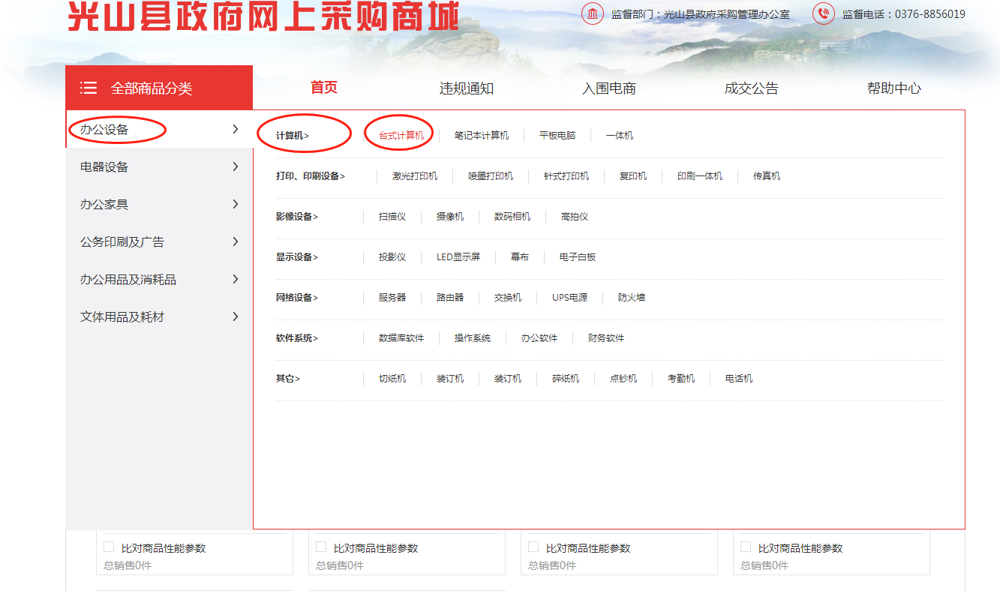 光山县政府网上采购商城
监督部门：光山县政府采购管理办公室
监督电话：0376-8856019
全部商品分类
首页
违规通知
入围电商
成交公告
帮助中心
办公设备
电器设备
办公家具
公务印刷及广告
办公用品及消耗品
文体用品及耗材
计算机> 台式计算机 笔记本计算机 平板电脑 一体机
打印、印刷设备> 激光打印机 喷墨打印机 针式打印机 复印机 印刷一体机 传真机
影像设备> 扫描仪 摄像机 数码相机 高拍仪
显示设备> 投影仪 LED显示屏 幕布 电子白板
网络设备> 服务器 路由器 交换机 UPS电源 防火墙
软件系统> 数据库软件 操作系统 办公软件 财务软件
其它> 切纸机 装订机 装订机 碎纸机 点钞机 考勤机 电话机
比对商品性能参数
总销售0件
比对商品性能参数
总销售0件
比对商品性能参数
总销售0件
比对商品性能参数
总销售0件